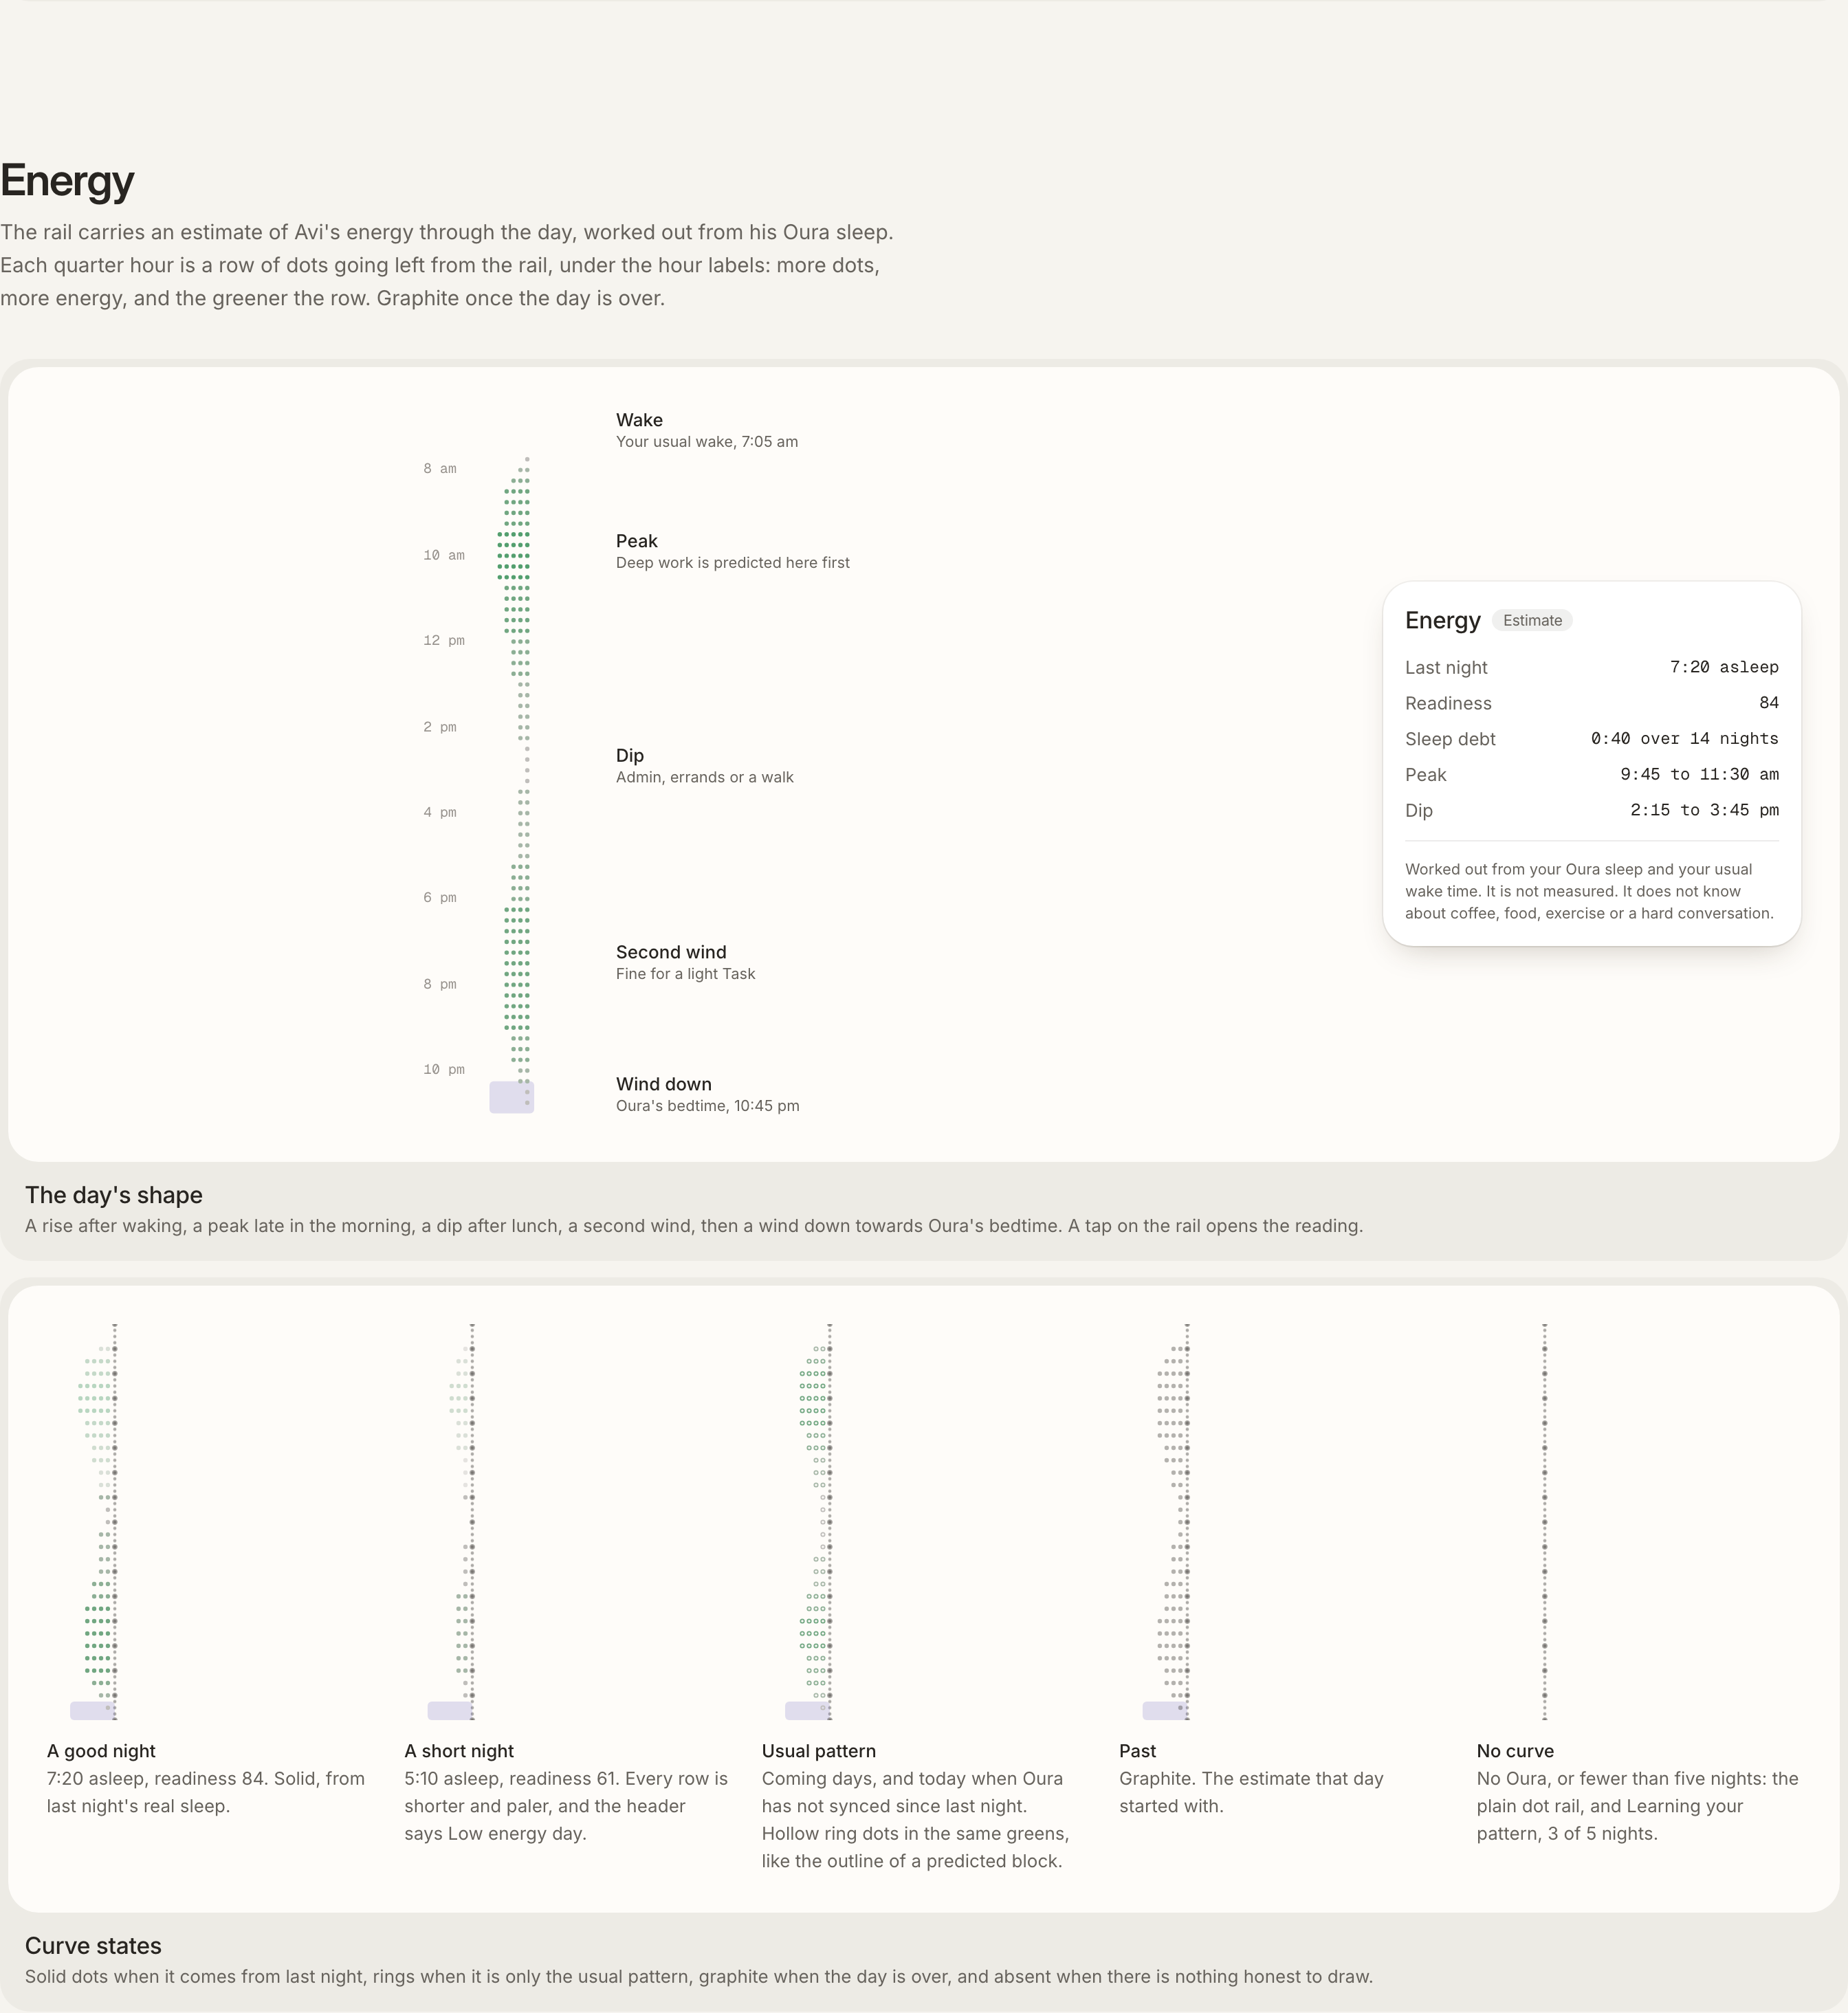 Energy
The rail carries an estimate of Avi's energy through the day, worked out from his Oura sleep.
Each quarter hour is a row of dots going left from the rail, under the hour labels: more dots,
more energy, and the greener the row. Graphite once the day is over.
Wake
Your usual wake, 7:05 am
8 am
Peak
Deep work is predicted here first
10 am
12 pm
2 pm
Dip
Admin, errands or a walk
4 pm
6 pm
Second wind
Fine for a light Task
8 pm
10 pm
Wind down
Oura's bedtime, 10:45 pm
Energy Estimate
Last night 7:20 asleep
Readiness 84
Sleep debt 0:40 over 14 nights
Peak 9:45 to 11:30 am
Dip 2:15 to 3:45 pm
Worked out from your Oura sleep and your usual
wake time. It is not measured. It does not know
about coffee, food, exercise or a hard conversation.
The day's shape
A rise after waking, a peak late in the morning, a dip after lunch, a second wind, then a wind down towards Oura's bedtime. A tap on the rail opens the reading.
A good night
7:20 asleep, readiness 84. Solid, from
last night's real sleep.
A short night
5:10 asleep, readiness 61. Every row is
shorter and paler, and the header
says Low energy day.
Usual pattern
Coming days, and today when Oura
has not synced since last night.
Hollow ring dots in the same greens,
like the outline of a predicted block.
Past
Graphite. The estimate that day
started with.
No curve
No Oura, or fewer than five nights: the
plain dot rail, and Learning your
pattern, 3 of 5 nights.
Curve states
Solid dots when it comes from last night, rings when it is only the usual pattern, graphite when the day is over, and absent when there is nothing honest to draw.